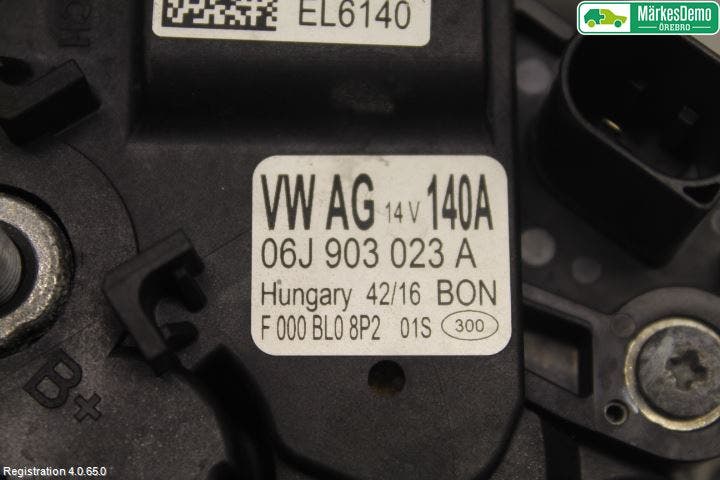 EL6140
MärkesDemo
ÖREBRO
VW AG 14V 140A
06J 903 023 A
Hungary 42/16 BON
F 000 BL0 8P2 01S 300
B+
Registration 4.0.65.0